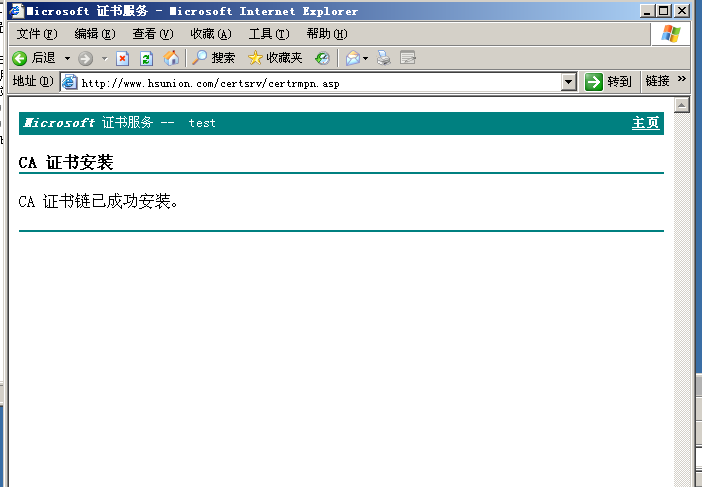 Microsoft 证书服务 - Microsoft Internet Explorer
文件(F) 编辑(E) 查看(V) 收藏(A) 工具(T) 帮助(H)
后退 搜索 收藏夹
地址(D) http://www.hsunion.com/certsrv/certrmpn.asp 转到 链接 »
Microsoft 证书服务 -- test 主页
CA 证书安装
CA 证书链已成功安装。